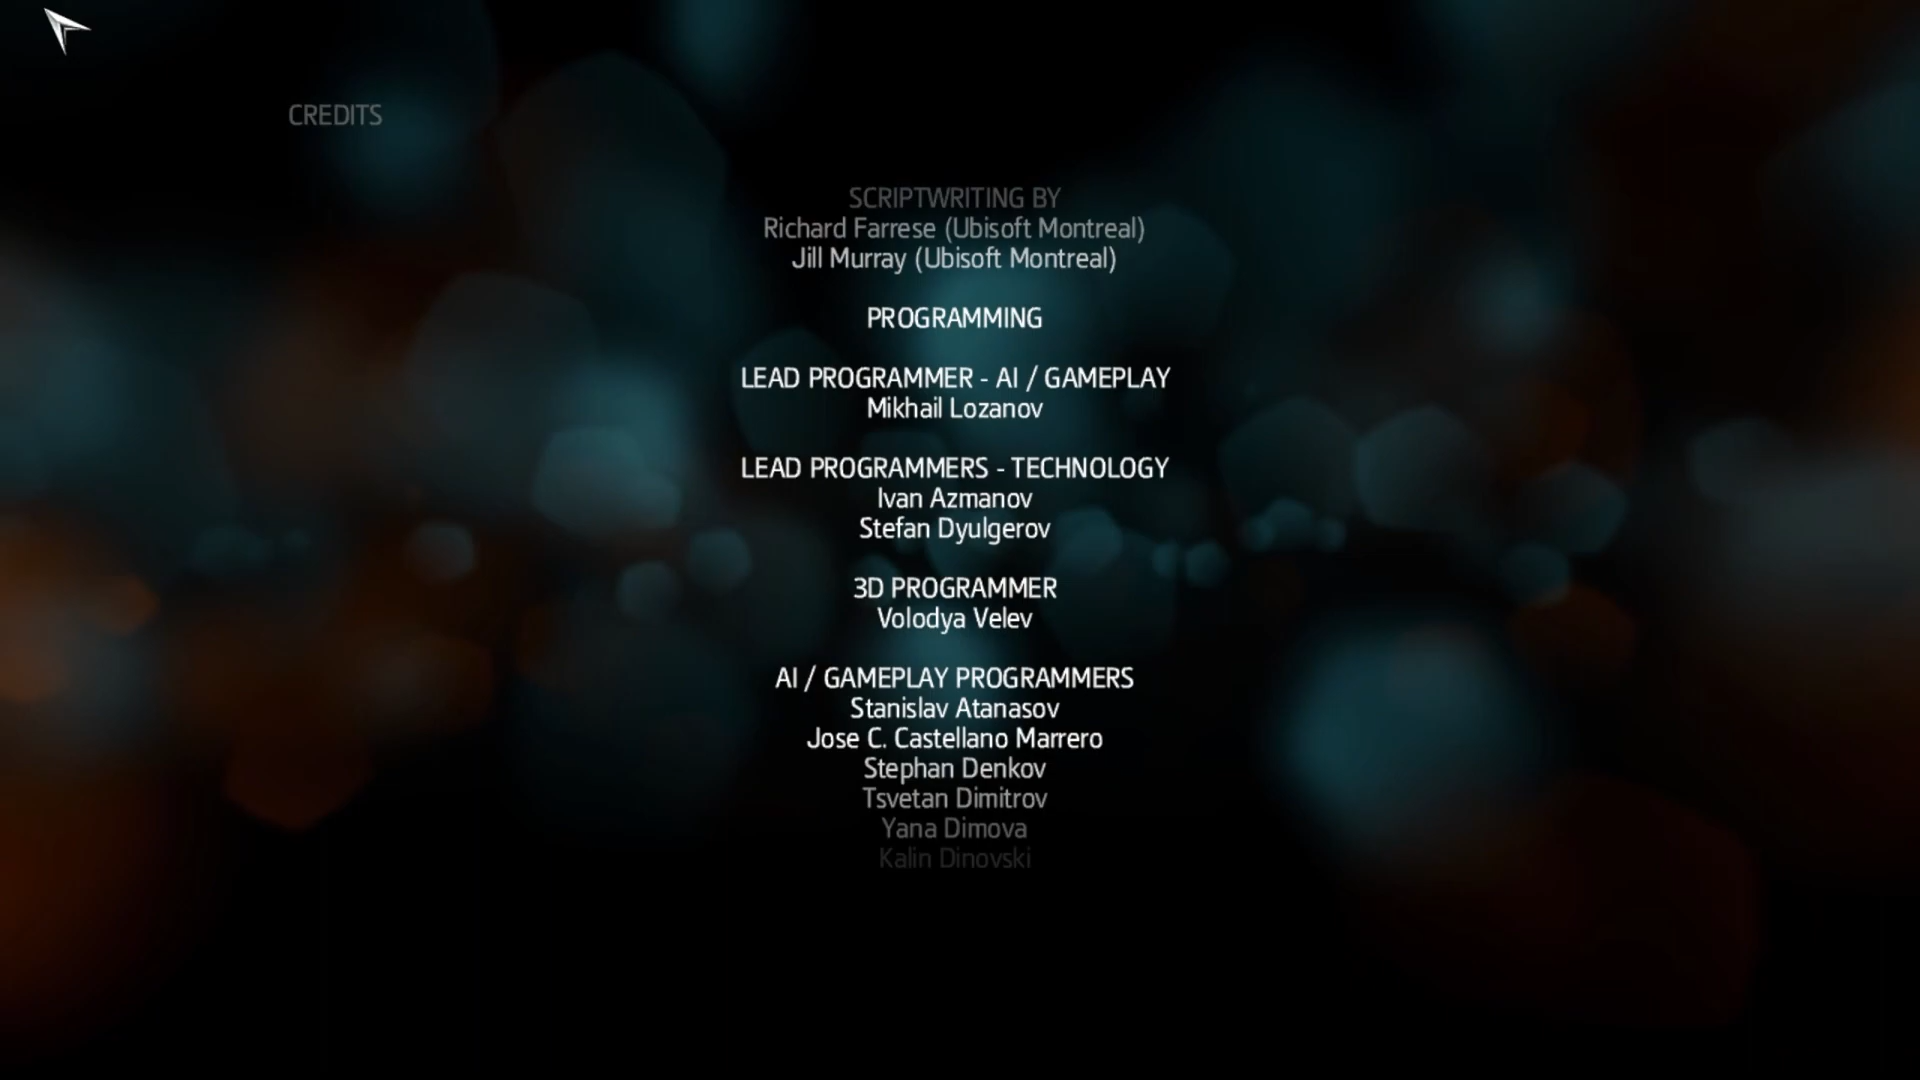 CREDITS
SCRIPTWRITING BY
Richard Farrese (Ubisoft Montreal)
Jill Murray (Ubisoft Montreal)
PROGRAMMING
LEAD PROGRAMMER - AI / GAMEPLAY
Mikhail Lozanov
LEAD PROGRAMMERS - TECHNOLOGY
Ivan Azmanov
Stefan Dyulgerov
3D PROGRAMMER
Volodya Velev
AI / GAMEPLAY PROGRAMMERS
Stanislav Atanasov
Jose C. Castellano Marrero
Stephan Denkov
Tsvetan Dimitrov
Yana Dimova
Kalin Dinovski